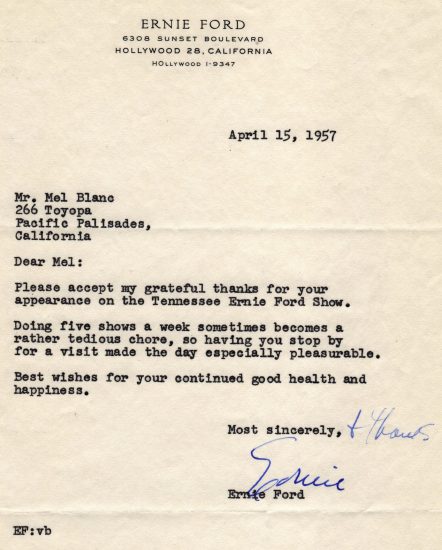 ERNIE FORD
6308 SUNSET BOULEVARD
HOLLYWOOD 28, CALIFORNIA
HOLLYWOOD 1-9347
April 15, 1957
Mr. Mel Blanc
266 Toyopa
Pacific Palisades,
California
Dear Mel:
Please accept my grateful thanks for your
appearance on the Tennessee Ernie Ford Show.
Doing five shows a week sometimes becomes a
rather tedious chore, so having you stop by
for a visit made the day especially pleasurable.
Best wishes for your continued good health and
happiness.
Most sincerely, + Thanks
Ernie
Ernie Ford
EF:vb